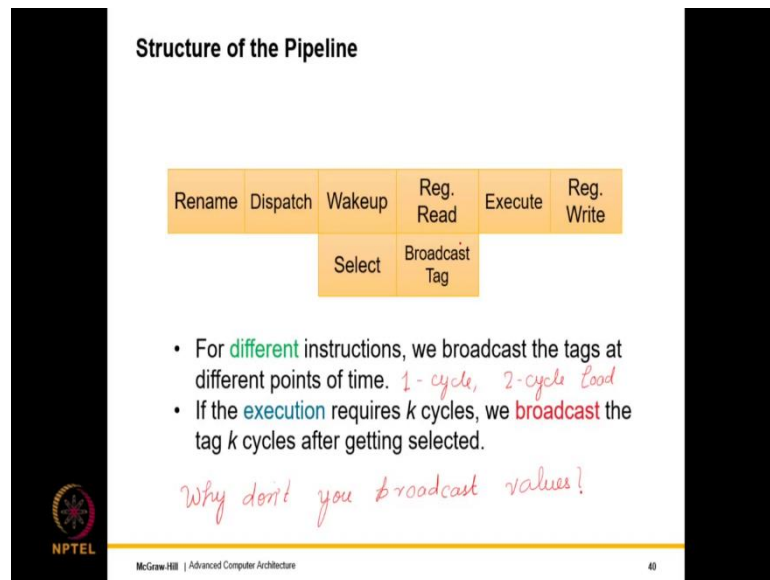 Structure of the Pipeline
Rename Dispatch Wakeup Reg. Read Execute Reg. Write
Select Broadcast Tag
• For different instructions, we broadcast the tags at
different points of time. 1-cycle, 2-cycle load
• If the execution requires k cycles, we broadcast the
tag k cycles after getting selected.
Why don't you broadcast values?
NPTEL
McGraw-Hill | Advanced Computer Architecture 40